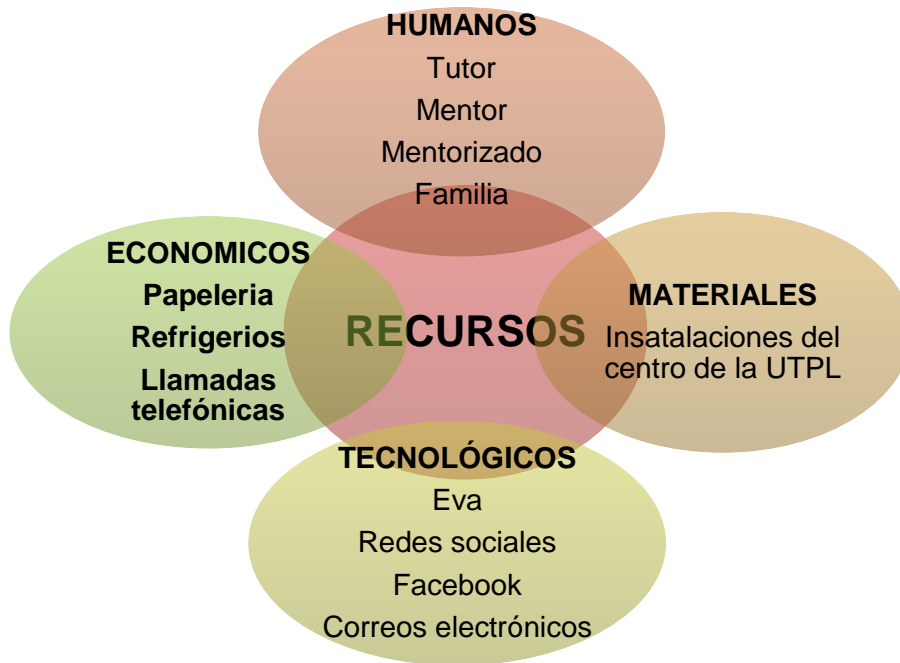 HUMANOS
Tutor
Mentor
Mentorizado
Familia
ECONOMICOS
Papeleria
Refrigerios
Llamadas
telefónicas
RECURSOS
MATERIALES
Insatalaciones del
centro de la UTPL
TECNOLÓGICOS
Eva
Redes sociales
Facebook
Correos electrónicos